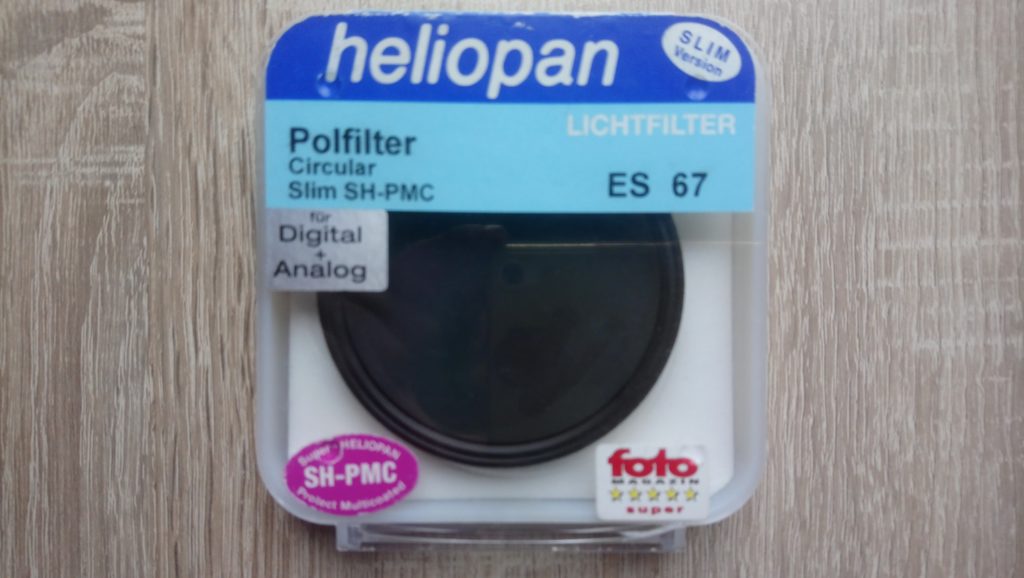 heliopan
SLIM
Version
LICHTFILTER
Polfilter
Circular
Slim SH-PMC
ES 67
für
Digital
+
Analog
Super-HELIOPAN
SH-PMC
Protect Multicoated
foto
MAGAZIN
super